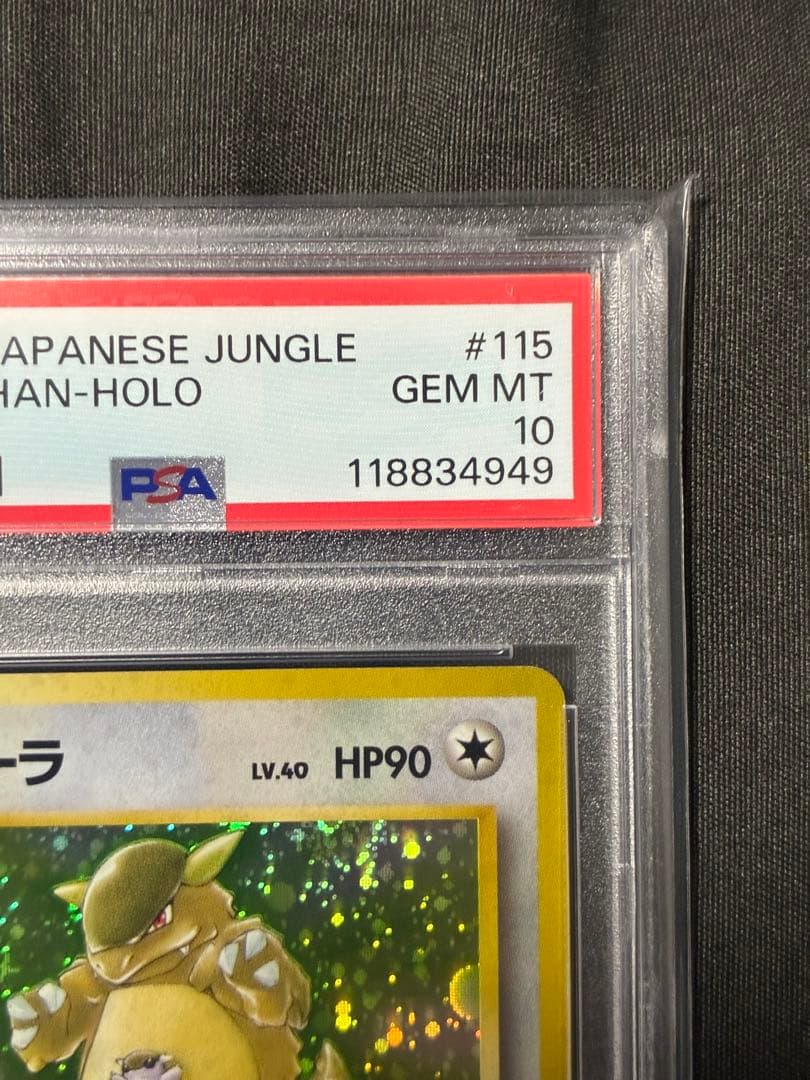 APANESE JUNGLE #115
HAN-HOLO GEM MT
10
PSA 118834949
ーラ LV.40 HP90